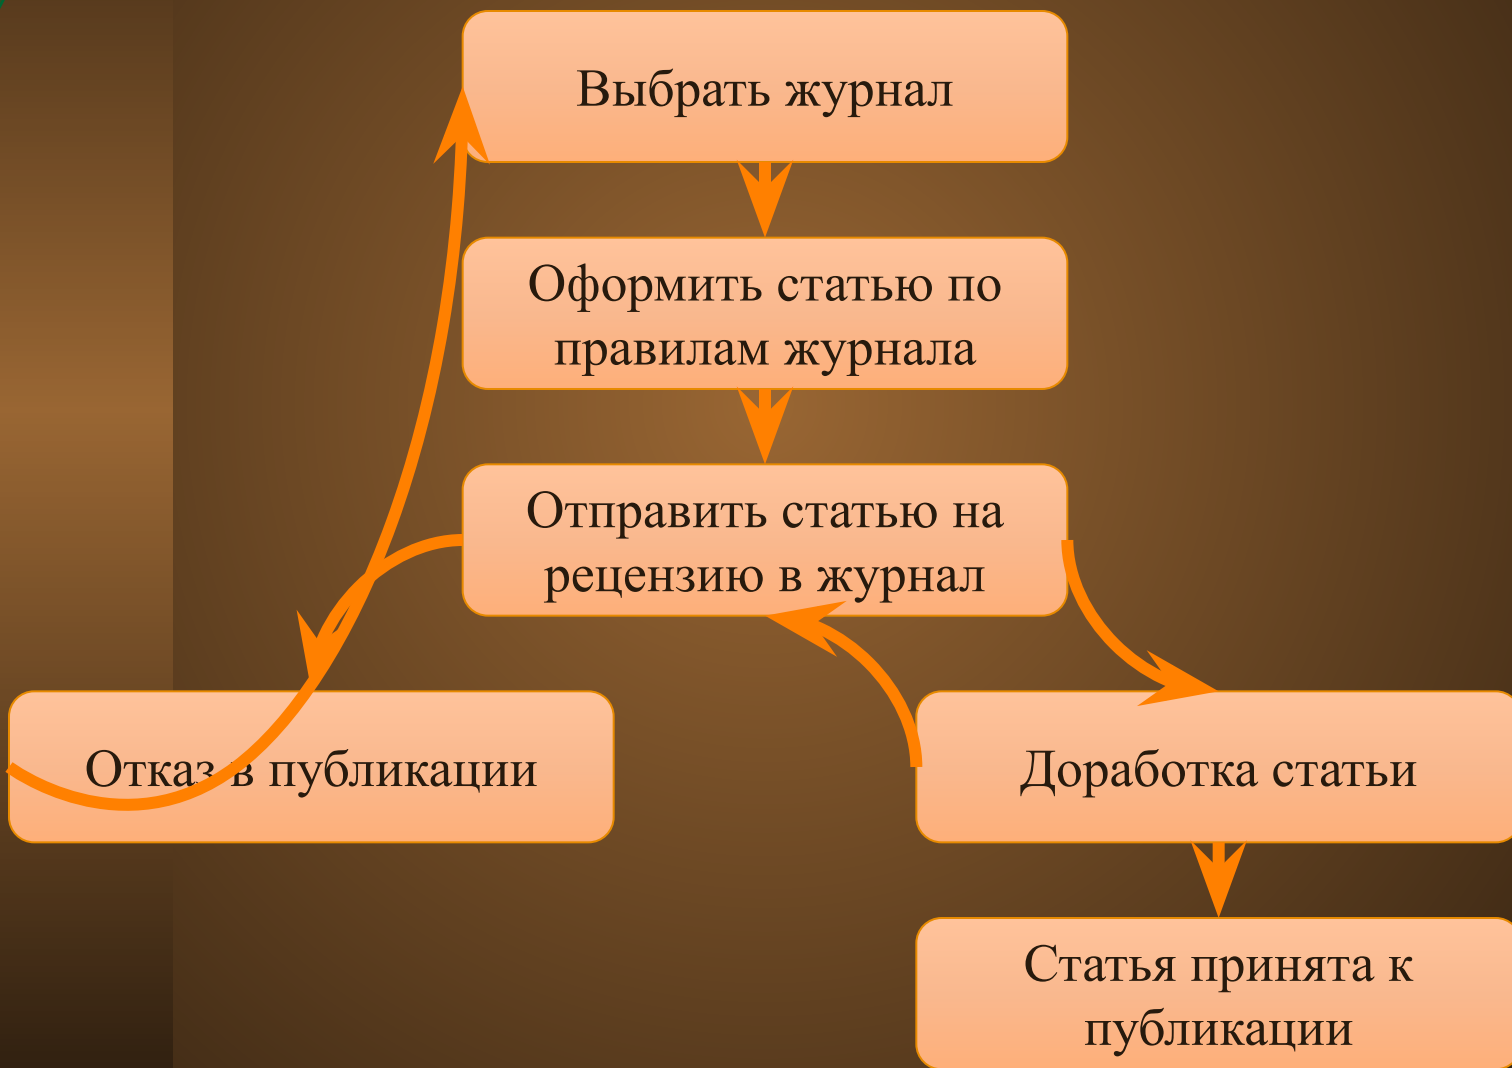 Выбрать журнал
Оформить статью по
правилам журнала
Отправить статью на
рецензию в журнал
Отказ в публикации
Доработка статьи
Статья принята к
публикации